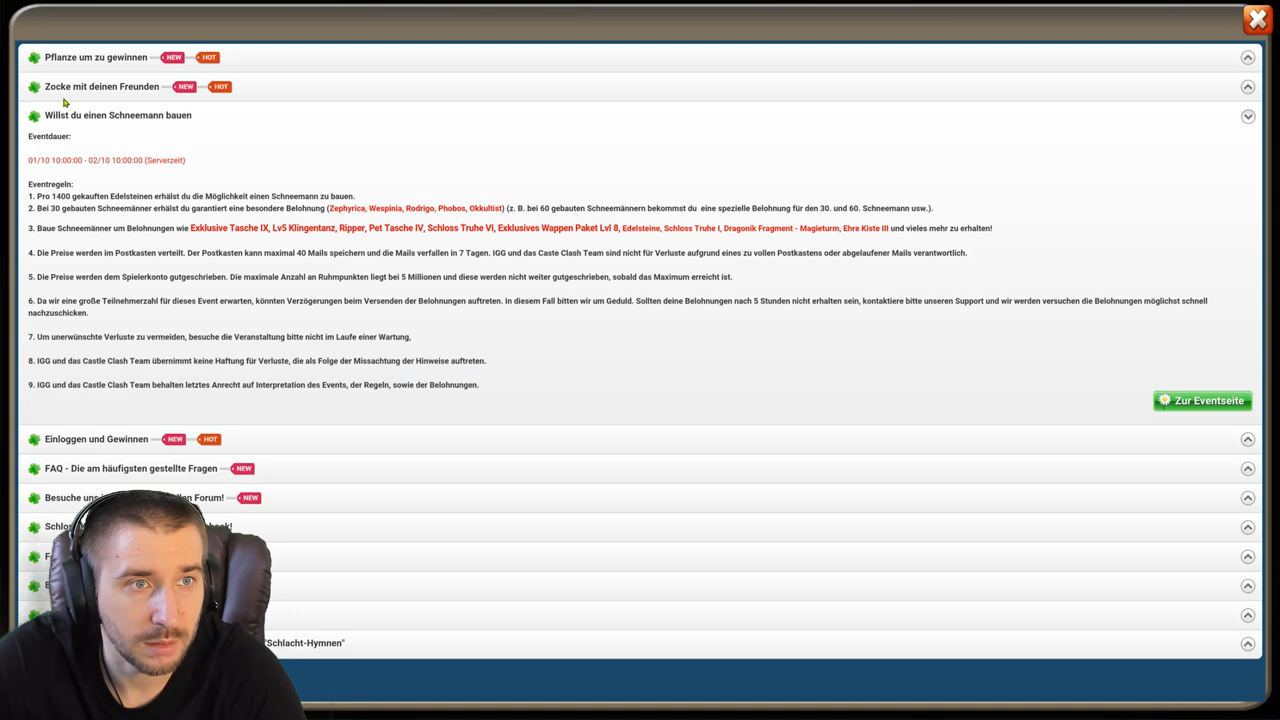 Pflanze um zu gewinnen NEW HOT
Zocke mit deinen Freunden NEW HOT
Willst du einen Schneemann bauen
Eventdauer:
01/10 10:00:00 - 02/10 10:00:00 (Serverzeit)
Eventregeln:
1. Pro 1400 gekauften Edelsteinen erhälst du die Möglichkeit einen Schneemann zu bauen.
2. Bei 30 gebauten Schneemänner erhälst du garantiert eine besondere Belohnung (Zephyrica, Wespinia, Rodrigo, Phobos, Okkultist) (z. B. bei 60 gebauten Schneemännern bekommst du eine spezielle Belohnung für den 30. und 60. Schneemann usw.).
3. Baue Schneemänner um Belohnungen wie Exklusive Tasche IX, Lv5 Klingentanz, Ripper, Pet Tasche IV, Schloss Truhe VI, Exklusives Wappen Paket Lvl 8, Edelsteine, Schloss Truhe I, Dragonik Fragment - Magieturm, Ehre Kiste III und vieles mehr zu erhalten!
4. Die Preise werden im Postkasten verteilt. Der Postkasten kann maximal 40 Mails speichern und die Mails verfallen in 7 Tagen. IGG und das Caste Clash Team sind nicht für Verluste aufgrund eines zu vollen Postkastens oder abgelaufener Mails verantwortlich.
5. Die Preise werden dem Spielerkonto gutgeschrieben. Die maximale Anzahl an Ruhmpunkten liegt bei 5 Millionen und diese werden nicht weiter gutgeschrieben, sobald das Maximum erreicht ist.
6. Da wir eine große Teilnehmerzahl für dieses Event erwarten, könnten Verzögerungen beim Versenden der Belohnungen auftreten. In diesem Fall bitten wir um Geduld. Sollten deine Belohnungen nach 5 Stunden nicht erhalten sein, kontaktiere bitte unseren Support und wir werden versuchen die Belohnungen möglichst schnell
nachzuschicken.
7. Um unerwünschte Verluste zu vermeiden, besuche die Veranstaltung bitte nicht im Laufe einer Wartung,
8. IGG und das Castle Clash Team übernimmt keine Haftung für Verluste, die als Folge der Missachtung der Hinweise auftreten.
9. IGG und das Castle Clash Team behalten letztes Anrecht auf Interpretation des Events, der Regeln, sowie der Belohnungen.
Zur Eventseite
Einloggen und Gewinnen NEW HOT
FAQ - Die am häufigsten gestellte Fragen NEW
Besuche uns Forum! NEW
"Schlacht-Hymnen"